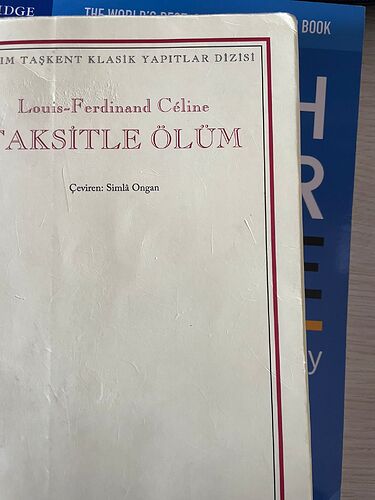 DGE THE WORLD'S BEST BOOK
IM TAŞKENT KLASİK YAPITLAR DİZİSİ
Louis-Ferdinand Céline
TAKSİTLE ÖLÜM
Çeviren: Simlâ Ongan
H
R
E
E
y